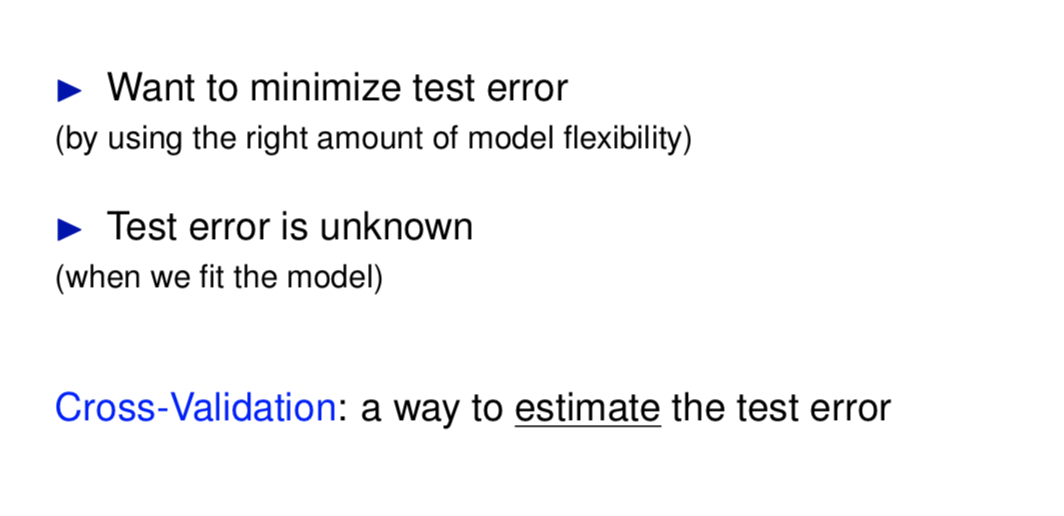 ▶ Want to minimize test error
(by using the right amount of model flexibility)
▶ Test error is unknown
(when we fit the model)
Cross-Validation: a way to estimate the test error